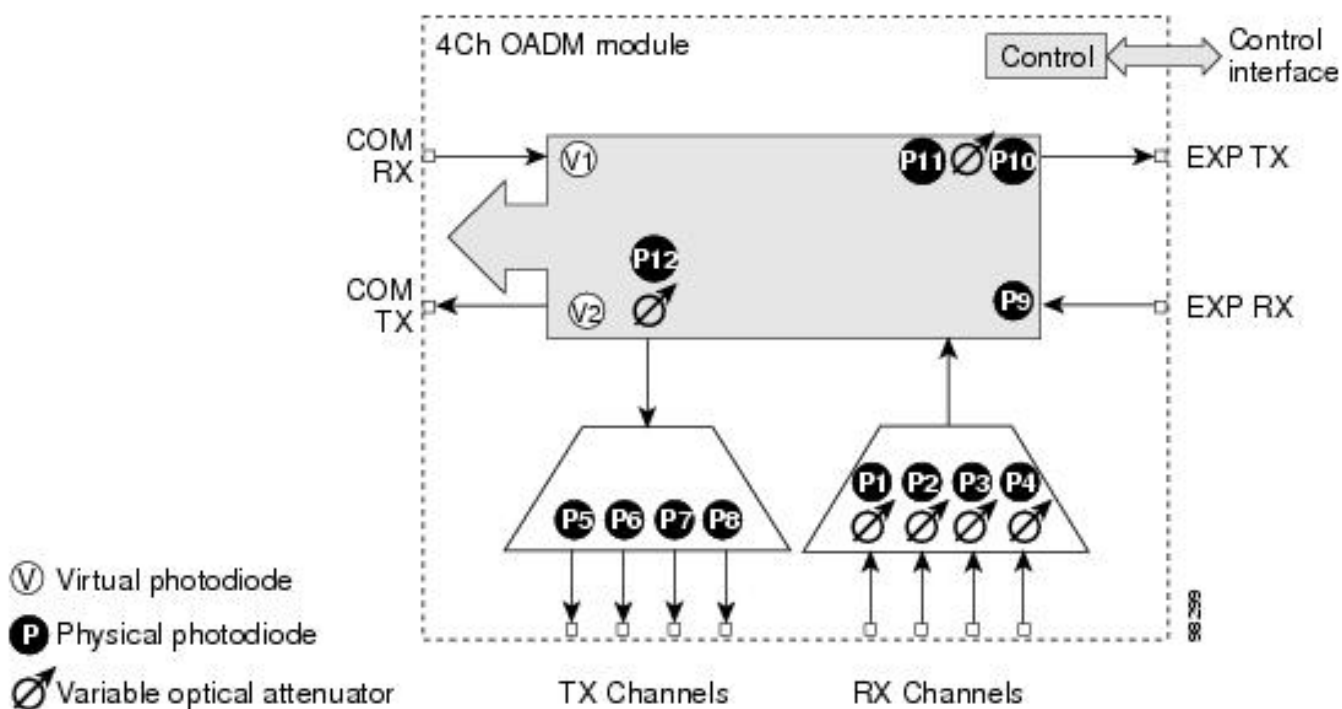 4Ch OADM module
Control
Control
interface
COM
RX
V1
P11
P10
EXP TX
P12
COM
TX
V2
P9
EXP RX
P1
P2
P3
P4
P5
P6
P7
P8
V Virtual photodiode
P Physical photodiode
Variable optical attenuator
TX Channels
RX Channels
98299